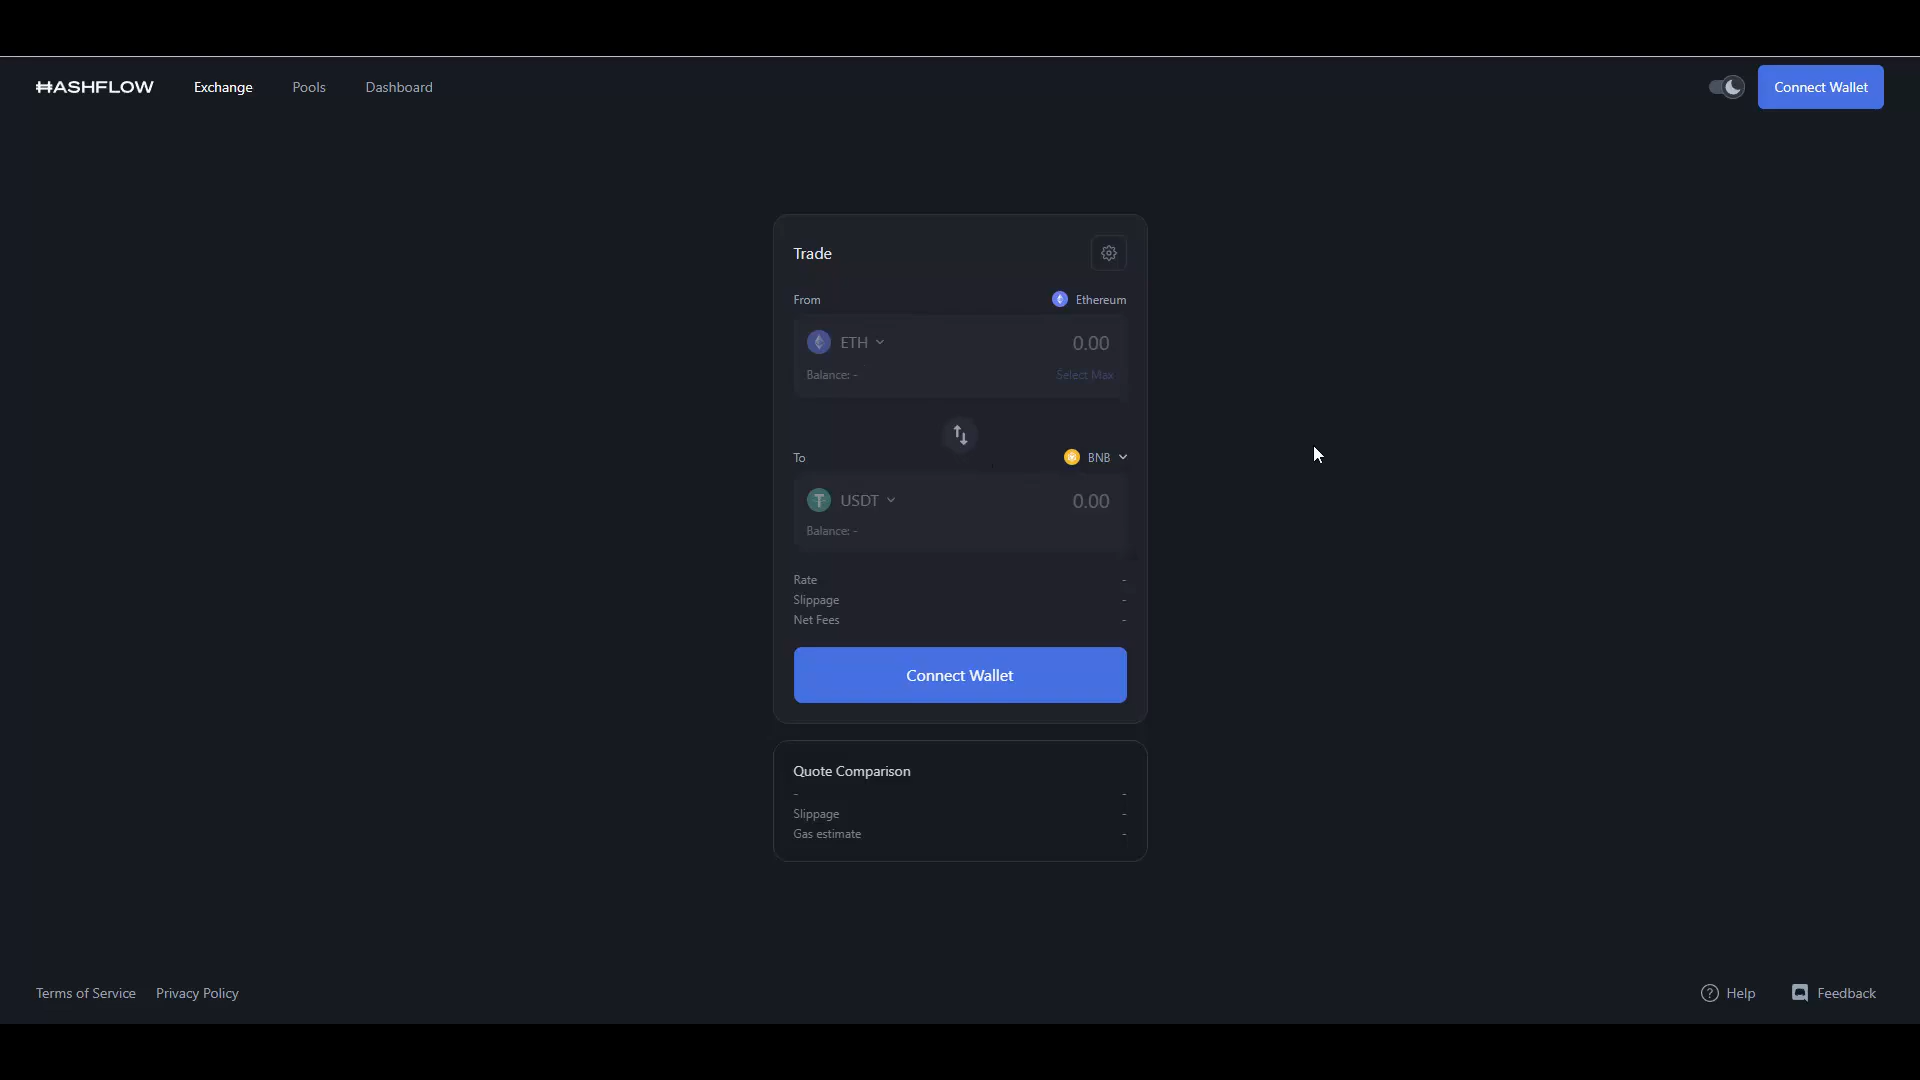 HASHFLOW Exchange Pools Dashboard Connect Wallet
Trade
From Ethereum
ETH 0.00
Balance: - Select Max
To BNB
USDT 0.00
Balance: -
Rate -
Slippage -
Net Fees -
Connect Wallet
Quote Comparison
- -
Slippage -
Gas estimate -
Terms of Service Privacy Policy ? Help Feedback